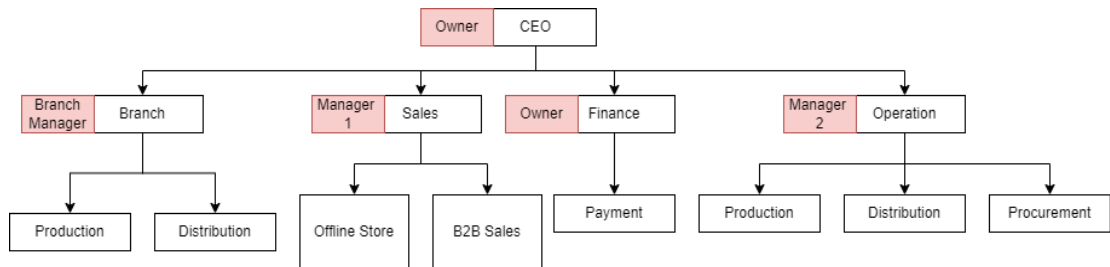 Owner
CEO
Branch
Manager
Branch
Manager
1
Sales
Owner
Finance
Manager
2
Operation
Production
Distribution
Offline Store
B2B Sales
Payment
Production
Distribution
Procurement